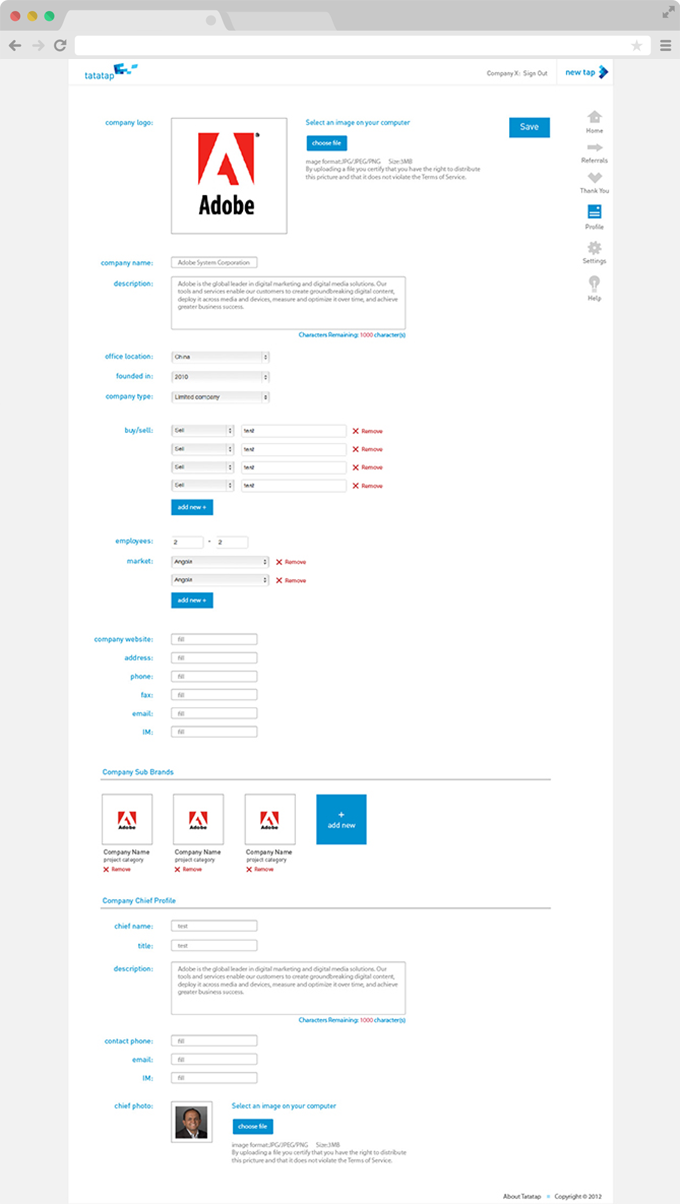 tatatap
Company X: Sign Out
new tap
company logo:
Adobe
Select an image on your computer
choose file
mage format:JPG/JPEG/PNG Size:3MB
By uploading a file you certify that you have the right to distribute
this pricture and that it does not violate the Terms of Service.
Save
Home
Referrals
Thank You
Profile
Settings
Help
company name:
Adobe System Corporation
description:
Adobe is the global leader in digital marketing and digital media solutions. Our
tools and services enable our customers to create groundbreaking digital content,
deploy it across media and devices, measure and optimize it over time, and achieve
greater business success.
Characters Remaining: 1000 character(s)
office location:
China
founded in:
2010
company type:
Limited company
buy/sell:
Sell
test
Remove
Sell
test
Remove
Sell
test
Remove
Sell
test
Remove
add new +
employees:
2 - 2
market:
Angola
Remove
Angola
Remove
add new +
company website:
fill
address:
fill
phone:
fill
fax:
fill
email:
fill
IM:
fill
Company Sub Brands
Adobe
Company Name
project category
Remove
Adobe
Company Name
project category
Remove
Adobe
Company Name
project category
Remove
+
add new
Company Chief Profile
chief name:
test
title:
test
description:
Adobe is the global leader in digital marketing and digital media solutions. Our
tools and services enable our customers to create groundbreaking digital content,
deploy it across media and devices, measure and optimize it over time, and achieve
greater business success.
Characters Remaining: 1000 character(s)
contact phone:
fill
email:
fill
IM:
fill
chief photo:
Select an image on your computer
choose file
image format:JPG/JPEG/PNG Size:3MB
By uploading a file you certify that you have the right to distribute
this pricture and that it does not violate the Terms of Service.
About Tatatap • Copyright © 2012